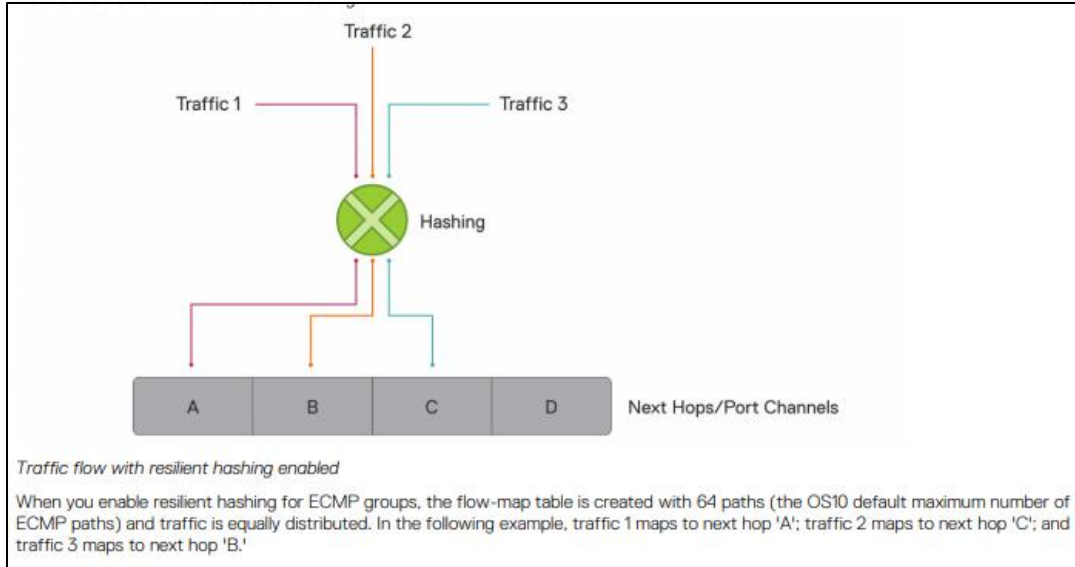 Traffic 2
Traffic 1
Traffic 3
Hashing
A
B
C
D
Next Hops/Port Channels
Traffic flow with resilient hashing enabled
When you enable resilient hashing for ECMP groups, the flow-map table is created with 64 paths (the OS10 default maximum number of
ECMP paths) and traffic is equally distributed. In the following example, traffic 1 maps to next hop 'A'; traffic 2 maps to next hop 'C'; and
traffic 3 maps to next hop 'B.'